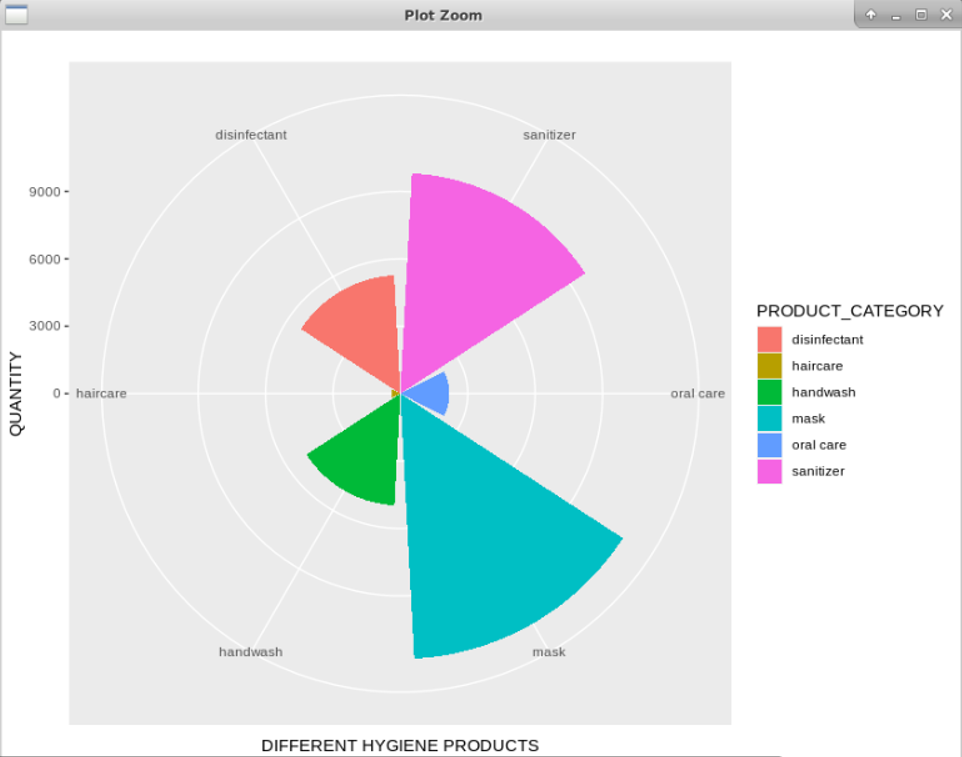 Plot Zoom
disinfectant
sanitizer
9000
6000
3000
0
haircare
oral care
QUANTITY
handwash
mask
DIFFERENT HYGIENE PRODUCTS
PRODUCT_CATEGORY
disinfectant
haircare
handwash
mask
oral care
sanitizer